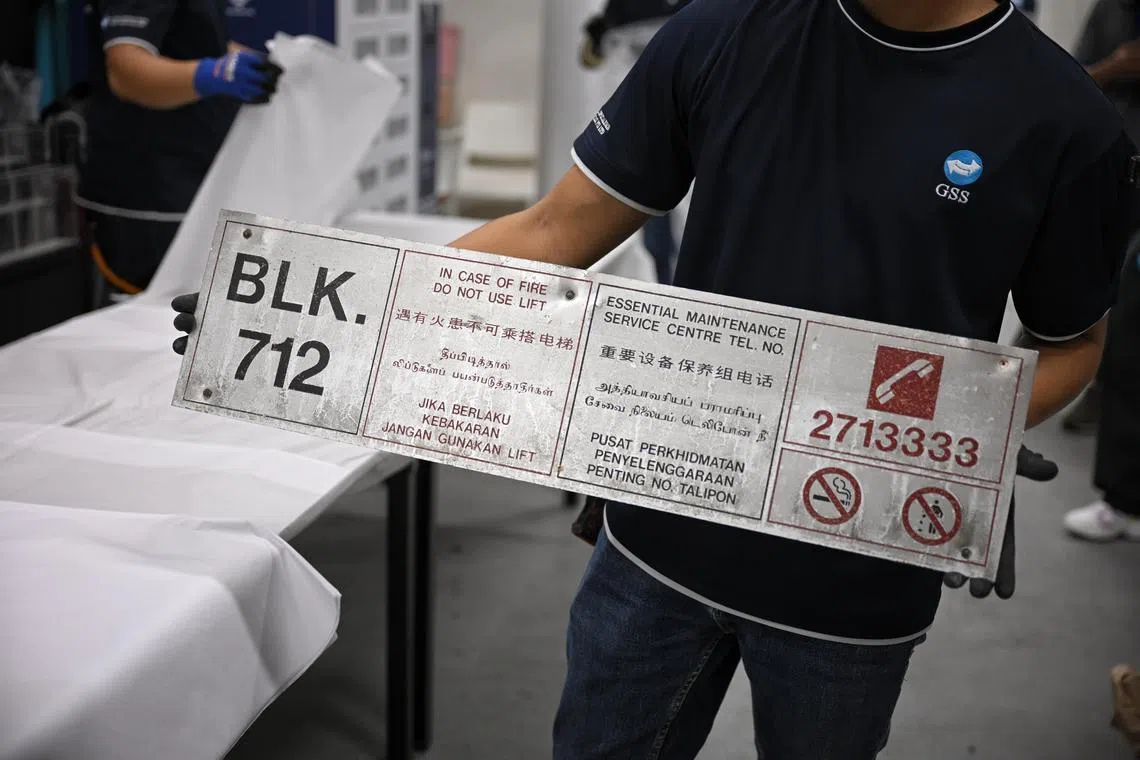 BLK.
712
IN CASE OF FIRE
DO NOT USE LIFT
遇有火患不可乘搭电梯
தீப்பிடித்தால்
லிப்டுகளைப் பயன்படுத்தாதீர்கள்
JIKA BERLAKU
KEBAKARAN
JANGAN GUNAKAN LIFT
ESSENTIAL MAINTENANCE
SERVICE CENTRE TEL. NO.
重要设备保养组电话
அத்தியாவசியப் பராமரிப்பு
சேவை நிலையம் டெலிபோன் நி
PUSAT PERKHIDMATAN
PENYELENGGARAAN
PENTING NO. TALIPON
2713333
GSS